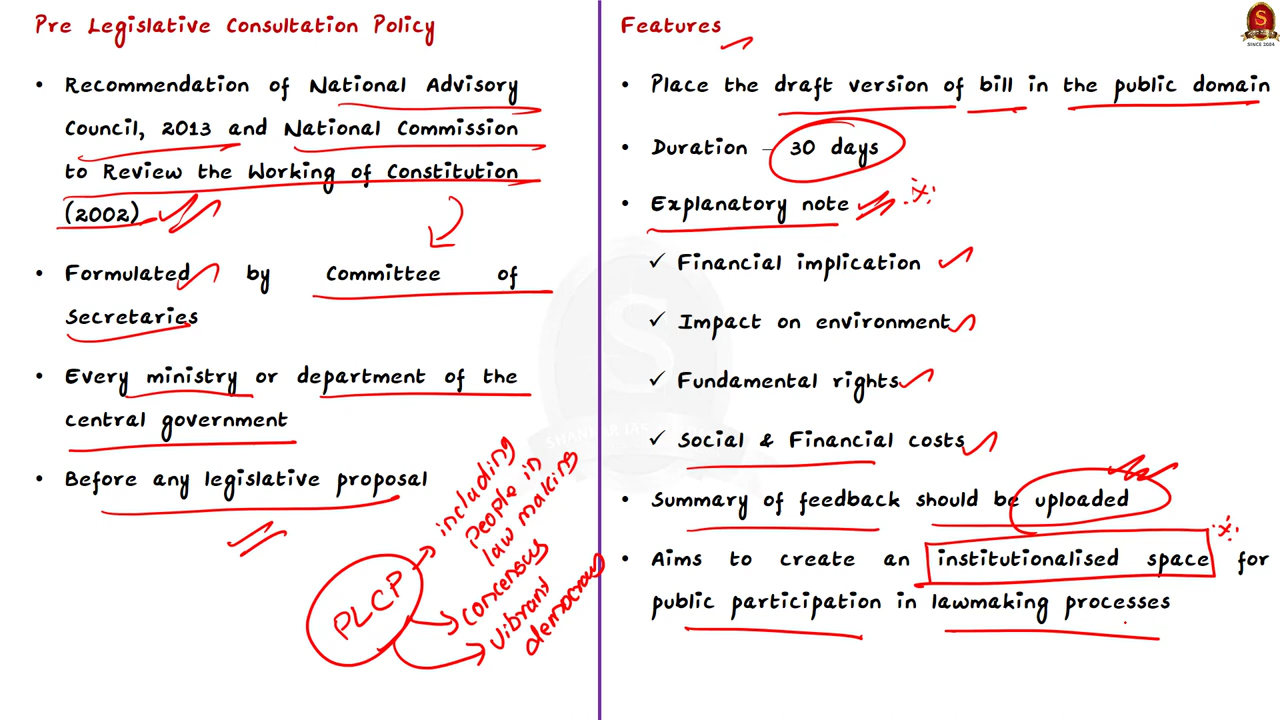 Pre Legislative Consultation Policy
• Recommendation of National Advisory
Council, 2013 and National Commission
to Review the Working of Constitution
(2002)
• Formulated by Committee of
Secretaries
• Every ministry or department of the
central government
• Before any legislative proposal
PLCP
including
people in
law making
concensus
vibrant
democracy
Features
• Place the draft version of bill in the public domain
• Duration – 30 days
• Explanatory note
✓ Financial implication
✓ Impact on environment
✓ Fundamental rights
✓ Social & Financial costs
• Summary of feedback should be uploaded
• Aims to create an institutionalised space for
public participation in lawmaking processes
S
SINCE 2004